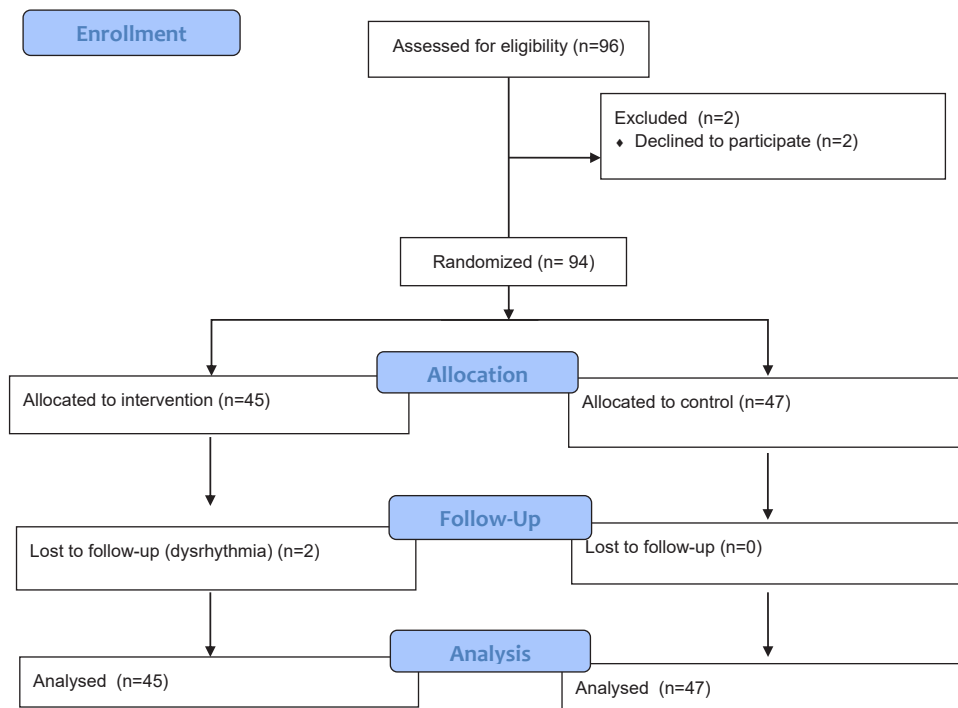 Enrollment
Assessed for eligibility (n=96)
Excluded  (n=2)
♦ Declined to participate (n=2)
Randomized (n= 94)
Allocation
Allocated to intervention (n=45)
Allocated to control (n=47)
Follow-Up
Lost to follow-up (dysrhythmia) (n=2)
Lost to follow-up (n=0)
Analysis
Analysed  (n=45)
Analysed  (n=47)